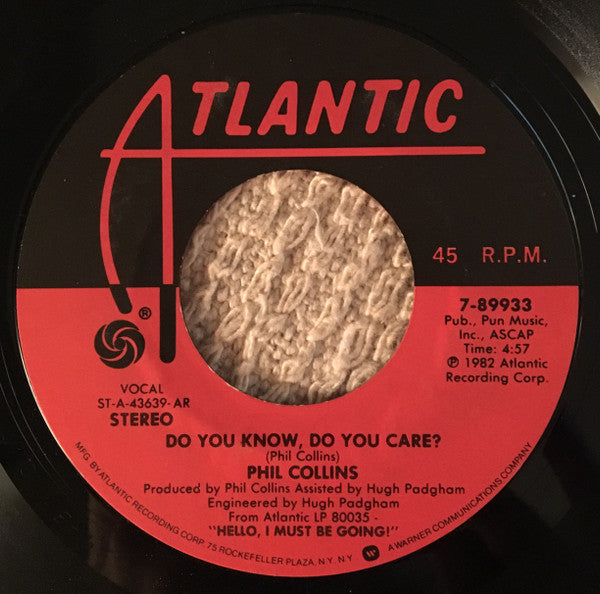 ATLANTIC
45 R.P.M.
®
7-89933
Pub., Pun Music,
Inc., ASCAP
Time: 4:57
℗ 1982 Atlantic
Recording Corp.
VOCAL
ST-A-43639-AR
STEREO
DO YOU KNOW, DO YOU CARE?
(Phil Collins)
PHIL COLLINS
Produced by Phil Collins Assisted by Hugh Padgham
Engineered by Hugh Padgham
From Atlantic LP 80035 -
"HELLO, I MUST BE GOING!"
MFG. BY ATLANTIC RECORDING CORP. 75 ROCKEFELLER PLAZA, N.Y. N.Y. W A WARNER COMMUNICATIONS COMPANY